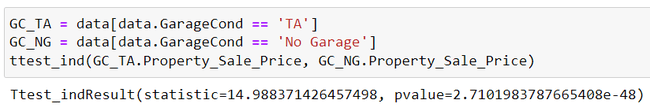 GC_TA = data[data.GarageCond == 'TA']
GC_NG = data[data.GarageCond == 'No Garage']
ttest_ind(GC_TA.Property_Sale_Price, GC_NG.Property_Sale_Price)
Ttest_indResult(statistic=14.988371426457498, pvalue=2.7101983787665408e-48)